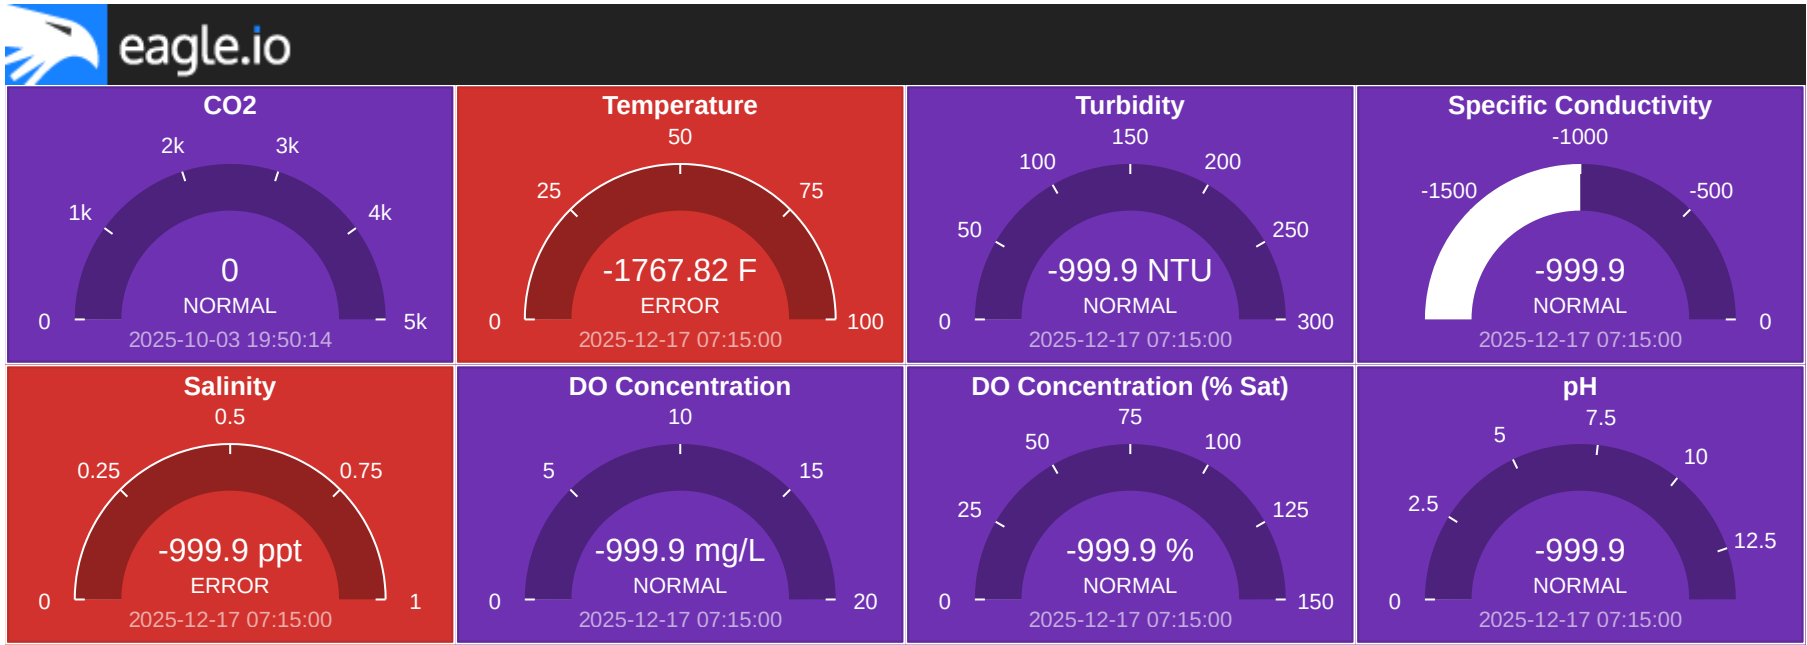 eagle.io
CO2
2k 3k
1k 4k
0
NORMAL
0 5k
2025-10-03 19:50:14
Temperature
50
25 75
-1767.82 F
ERROR
0 100
2025-12-17 07:15:00
Turbidity
150
100 200
50 250
-999.9 NTU
NORMAL
0 300
2025-12-17 07:15:00
Specific Conductivity
-1000
-1500 -500
-999.9
NORMAL
0
2025-12-17 07:15:00
Salinity
0.5
0.25 0.75
-999.9 ppt
ERROR
0 1
2025-12-17 07:15:00
DO Concentration
10
5 15
-999.9 mg/L
NORMAL
0 20
2025-12-17 07:15:00
DO Concentration (% Sat)
75
50 100
25 125
-999.9 %
NORMAL
0 150
2025-12-17 07:15:00
pH
7.5
5 10
2.5 12.5
-999.9
NORMAL
0
2025-12-17 07:15:00